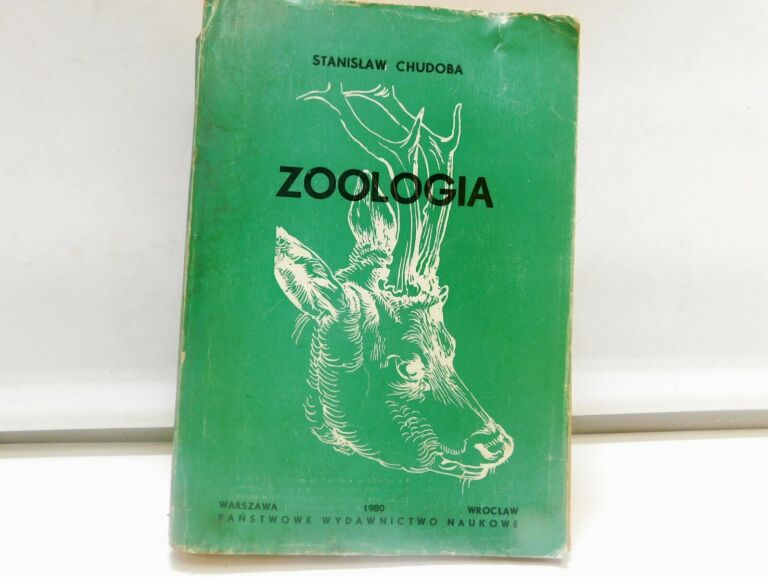 STANISŁAW CHUDOBA
ZOOLOGIA
WARSZAWA 1980 WROCŁAW
PAŃSTWOWE WYDAWNICTWO NAUKOWE